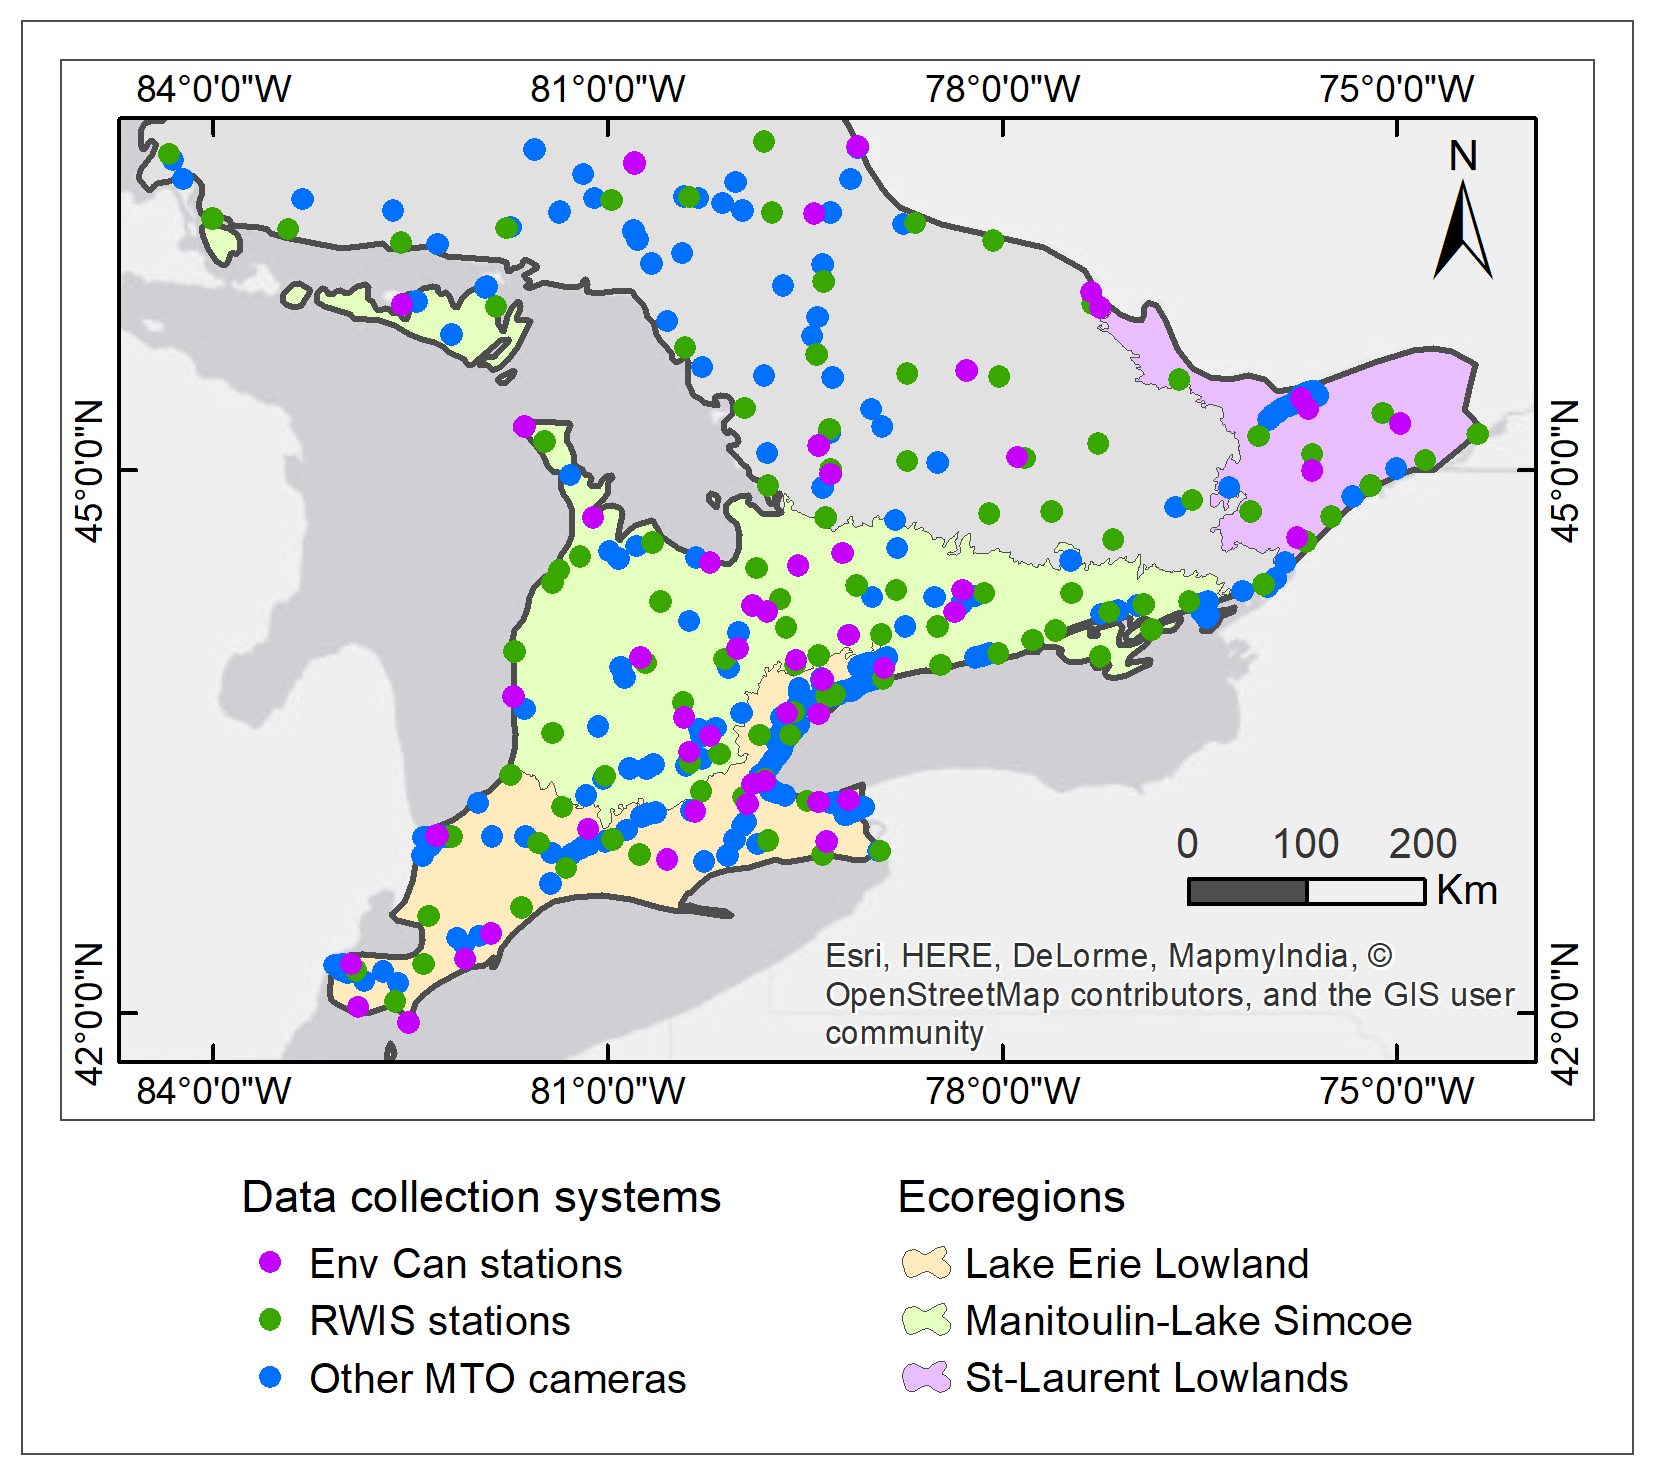 84°0'0"W 81°0'0"W 78°0'0"W 75°0'0"W
N
45°0'0"N 45°0'0"N
0 100 200
Km
Esri, HERE, DeLorme, MapmyIndia, ©
OpenStreetMap contributors, and the GIS user
community
42°0'0"N 42°0'0"N
84°0'0"W 81°0'0"W 78°0'0"W 75°0'0"W
Data collection systems
Env Can stations
RWIS stations
Other MTO cameras
Ecoregions
Lake Erie Lowland
Manitoulin-Lake Simcoe
St-Laurent Lowlands